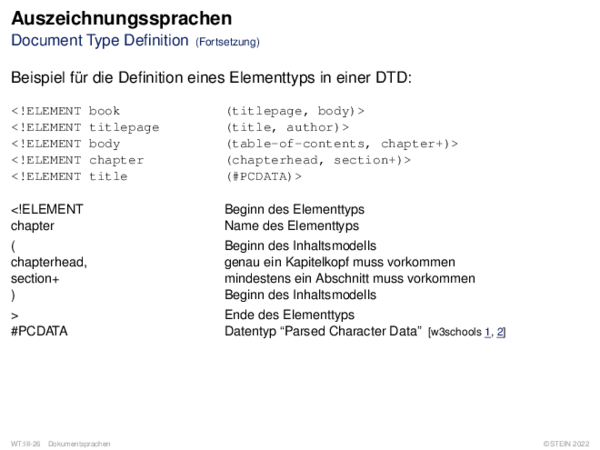 Auszeichnungssprachen
Document Type Definition (Fortsetzung)
Beispiel für die Definition eines Elementtyps in einer DTD:
<!ELEMENT book (titlepage, body)>
<!ELEMENT titlepage (title, author)>
<!ELEMENT body (table-of-contents, chapter+)>
<!ELEMENT chapter (chapterhead, section+)>
<!ELEMENT title (#PCDATA)>
<!ELEMENT Beginn des Elementtyps
chapter Name des Elementtyps
( Beginn des Inhaltsmodells
chapterhead, genau ein Kapitelkopf muss vorkommen
section+ mindestens ein Abschnitt muss vorkommen
) Beginn des Inhaltsmodells
> Ende des Elementtyps
#PCDATA Datentyp “Parsed Character Data” [w3schools 1, 2]
WT:III-26 Dokumentsprachen ©STEIN 2022